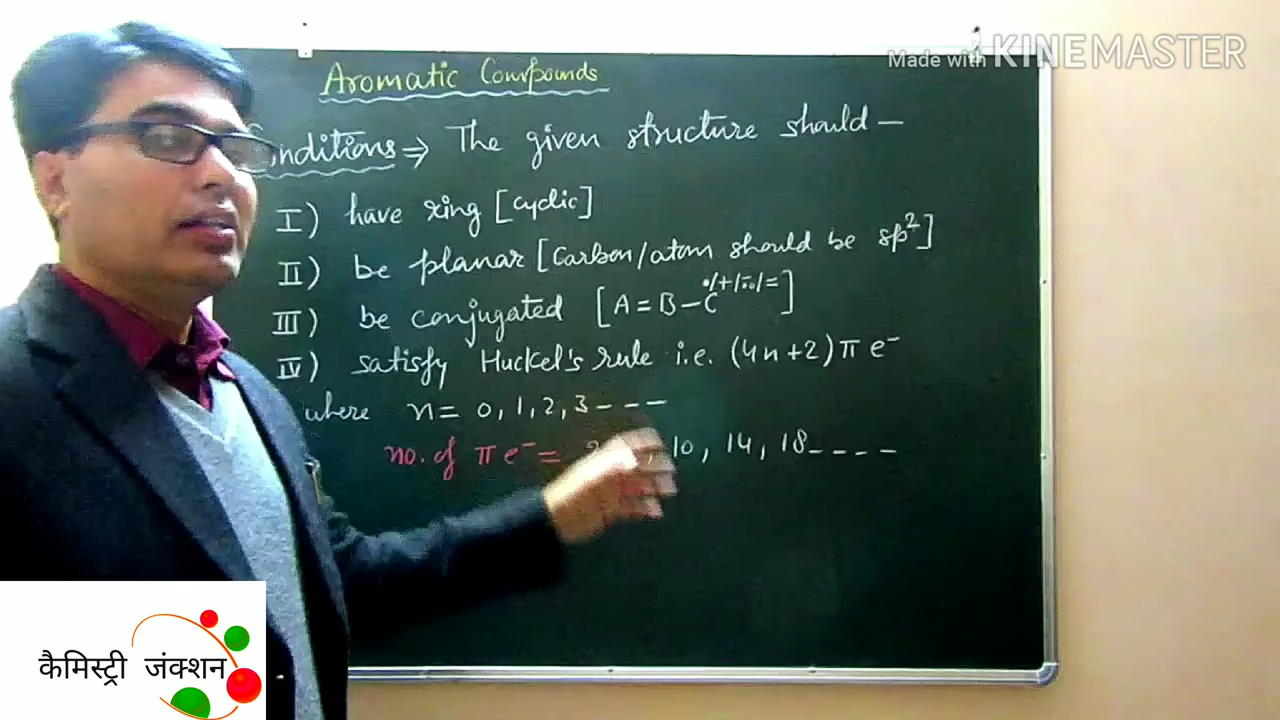 Made with KINEMASTER
Aromatic Compounds
Conditions ⇒ The given structure should —
I) have ring [cyclic]
II) be planar [Carbon/atom should be sp²]
III) be conjugated [A = B − C •/+/−/••/=]
IV) satisfy Huckel's rule i.e. (4n+2) π e⁻
where n = 0, 1, 2, 3 - - -
no. of π e⁻ = 10, 14, 18 - - - -
कैमिस्ट्री जंक्शन